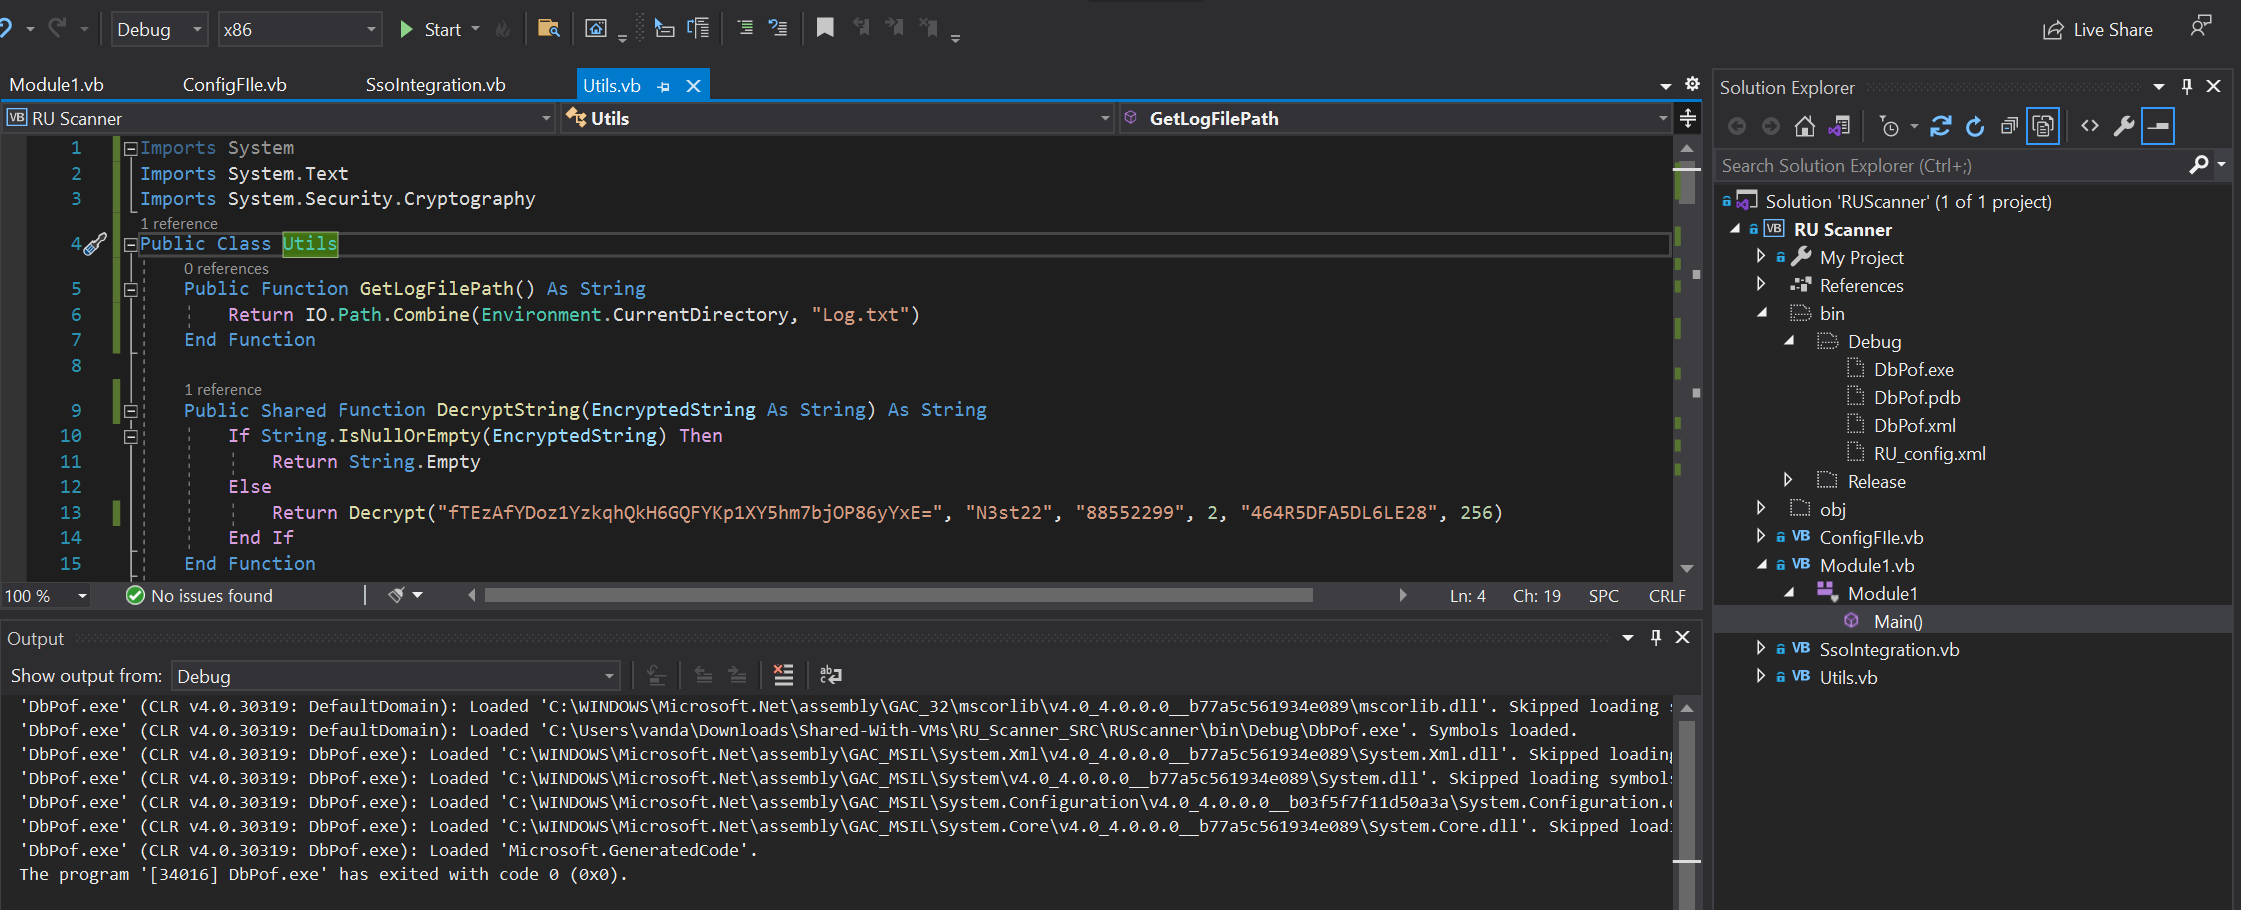 Debug x86 Start Live Share
Module1.vb ConfigFIle.vb SsoIntegration.vb Utils.vb
VB RU Scanner Utils GetLogFilePath
1 Imports System
2 Imports System.Text
3 Imports System.Security.Cryptography
1 reference
4 Public Class Utils
0 references
5 Public Function GetLogFilePath() As String
6 Return IO.Path.Combine(Environment.CurrentDirectory, "Log.txt")
7 End Function
8
1 reference
9 Public Shared Function DecryptString(EncryptedString As String) As String
10 If String.IsNullOrEmpty(EncryptedString) Then
11 Return String.Empty
12 Else
13 Return Decrypt("fTEzAfYDoz1YzkqhQkH6GQFYKp1XY5hm7bjOP86yYxE=", "N3st22", "88552299", 2, "464R5DFA5DL6LE28", 256)
14 End If
15 End Function
100 % No issues found Ln: 4 Ch: 19 SPC CRLF
Output
Show output from: Debug
'DbPof.exe' (CLR v4.0.30319: DefaultDomain): Loaded 'C:\WINDOWS\Microsoft.Net\assembly\GAC_32\mscorlib\v4.0_4.0.0.0__b77a5c561934e089\mscorlib.dll'. Skipped loading
'DbPof.exe' (CLR v4.0.30319: DefaultDomain): Loaded 'C:\Users\vanda\Downloads\Shared-With-VMs\RU_Scanner_SRC\RUScanner\bin\Debug\DbPof.exe'. Symbols loaded.
'DbPof.exe' (CLR v4.0.30319: DbPof.exe): Loaded 'C:\WINDOWS\Microsoft.Net\assembly\GAC_MSIL\System.Xml\v4.0_4.0.0.0__b77a5c561934e089\System.Xml.dll'. Skipped loading
'DbPof.exe' (CLR v4.0.30319: DbPof.exe): Loaded 'C:\WINDOWS\Microsoft.Net\assembly\GAC_MSIL\System\v4.0_4.0.0.0__b77a5c561934e089\System.dll'. Skipped loading symbols
'DbPof.exe' (CLR v4.0.30319: DbPof.exe): Loaded 'C:\WINDOWS\Microsoft.Net\assembly\GAC_MSIL\System.Configuration\v4.0_4.0.0.0__b03f5f7f11d50a3a\System.Configuration.
'DbPof.exe' (CLR v4.0.30319: DbPof.exe): Loaded 'C:\WINDOWS\Microsoft.Net\assembly\GAC_MSIL\System.Core\v4.0_4.0.0.0__b77a5c561934e089\System.Core.dll'. Skipped loadi
'DbPof.exe' (CLR v4.0.30319: DbPof.exe): Loaded 'Microsoft.GeneratedCode'.
The program '[34016] DbPof.exe' has exited with code 0 (0x0).
Solution Explorer
Search Solution Explorer (Ctrl+;)
Solution 'RUScanner' (1 of 1 project)
VB RU Scanner
My Project
References
bin
Debug
DbPof.exe
DbPof.pdb
DbPof.xml
RU_config.xml
Release
obj
VB ConfigFIle.vb
VB Module1.vb
Module1
Main()
VB SsoIntegration.vb
VB Utils.vb